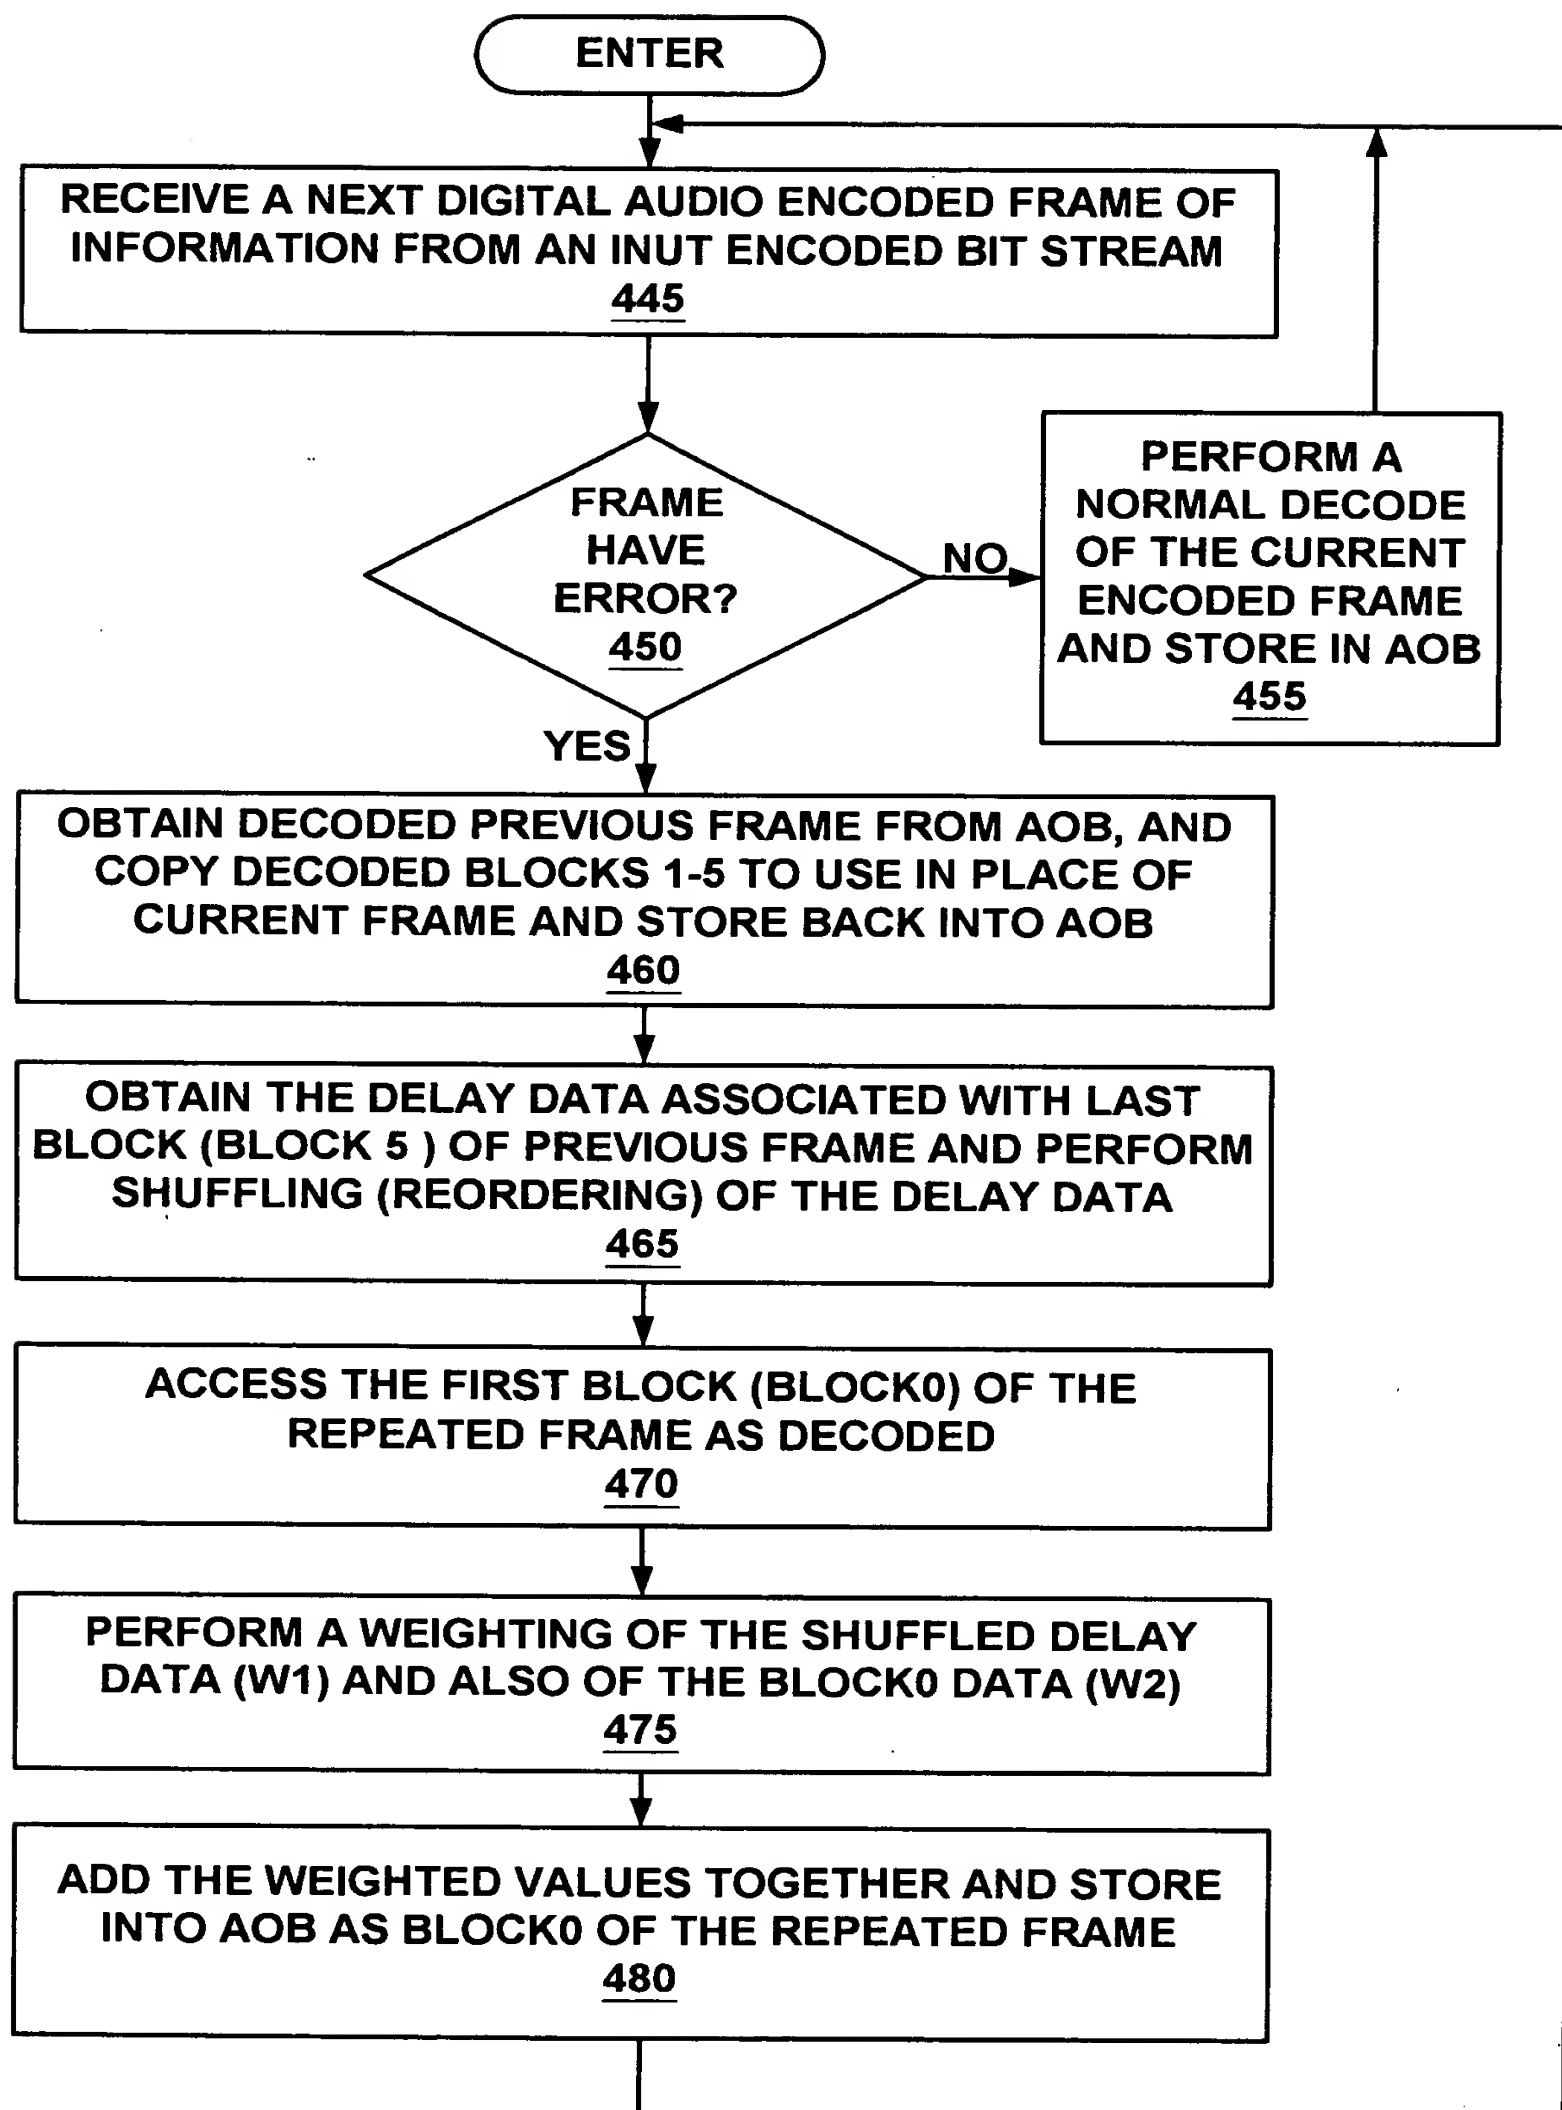 ENTER
RECEIVE A NEXT DIGITAL AUDIO ENCODED FRAME OF
INFORMATION FROM AN INUT ENCODED BIT STREAM
445
FRAME
HAVE
ERROR?
450
NO
PERFORM A
NORMAL DECODE
OF THE CURRENT
ENCODED FRAME
AND STORE IN AOB
455
YES
OBTAIN DECODED PREVIOUS FRAME FROM AOB, AND
COPY DECODED BLOCKS 1-5 TO USE IN PLACE OF
CURRENT FRAME AND STORE BACK INTO AOB
460
OBTAIN THE DELAY DATA ASSOCIATED WITH LAST
BLOCK (BLOCK 5 ) OF PREVIOUS FRAME AND PERFORM
SHUFFLING (REORDERING) OF THE DELAY DATA
465
ACCESS THE FIRST BLOCK (BLOCK0) OF THE
REPEATED FRAME AS DECODED
470
PERFORM A WEIGHTING OF THE SHUFFLED DELAY
DATA (W1) AND ALSO OF THE BLOCK0 DATA (W2)
475
ADD THE WEIGHTED VALUES TOGETHER AND STORE
INTO AOB AS BLOCK0 OF THE REPEATED FRAME
480